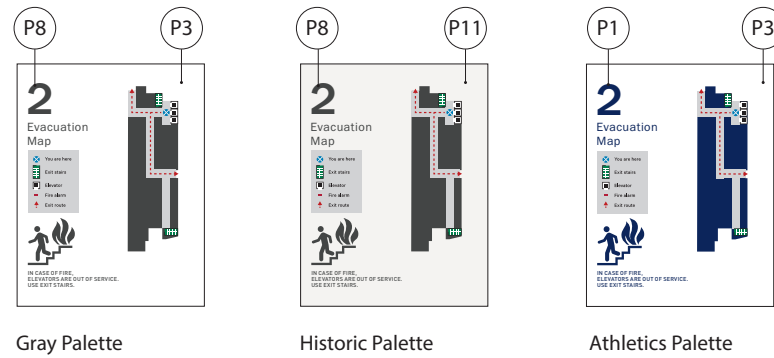 P8
P3
2
Evacuation
Map
You are here
Exit stairs
Elevator
Fire alarm
Exit route
IN CASE OF FIRE,
ELEVATORS ARE OUT OF SERVICE.
USE EXIT STAIRS.
Gray Palette
P8
P11
2
Evacuation
Map
You are here
Exit stairs
Elevator
Fire alarm
Exit route
IN CASE OF FIRE,
ELEVATORS ARE OUT OF SERVICE.
USE EXIT STAIRS.
Historic Palette
P1
P3
2
Evacuation
Map
You are here
Exit stairs
Elevator
Fire alarm
Exit route
IN CASE OF FIRE,
ELEVATORS ARE OUT OF SERVICE.
USE EXIT STAIRS.
Athletics Palette